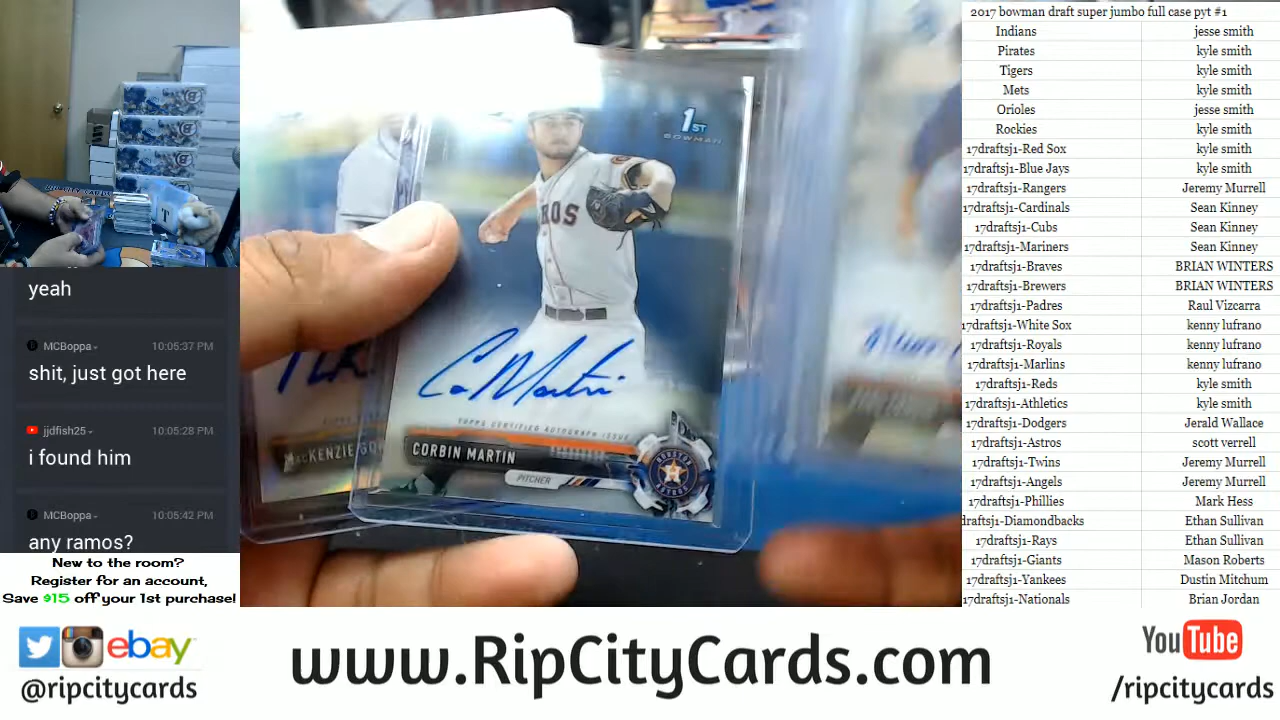 yeah
MCBoppa 10:05:37 PM
shit, just got here
jjdfish25 10:05:28 PM
i found him
MCBoppa 10:05:42 PM
any ramos?
New to the room?
Register for an account,
Save $15 off your 1st purchase!
1ST
BOWMAN
ROS
TOPPS CERTIFIED AUTOGRAPH ISSUE
MACKENZIE GO
CORBIN MARTIN
PITCHER
HOUSTON
ASTROS
2017 bowman draft super jumbo full case pyt #1
Indians jesse smith
Pirates kyle smith
Tigers kyle smith
Mets kyle smith
Orioles jesse smith
Rockies kyle smith
17draftsj1-Red Sox kyle smith
17draftsj1-Blue Jays kyle smith
17draftsj1-Rangers Jeremy Murrell
17draftsj1-Cardinals Sean Kinney
17draftsj1-Cubs Sean Kinney
17draftsj1-Mariners Sean Kinney
17draftsj1-Braves BRIAN WINTERS
17draftsj1-Brewers BRIAN WINTERS
17draftsj1-Padres Raul Vizcarra
17draftsj1-White Sox kenny lufrano
17draftsj1-Royals kenny lufrano
17draftsj1-Marlins kenny lufrano
17draftsj1-Reds kyle smith
17draftsj1-Athletics kyle smith
17draftsj1-Dodgers Jerald Wallace
17draftsj1-Astros scott verrell
17draftsj1-Twins Jeremy Murrell
17draftsj1-Angels Jeremy Murrell
17draftsj1-Phillies Mark Hess
draftsj1-Diamondbacks Ethan Sullivan
17draftsj1-Rays Ethan Sullivan
17draftsj1-Giants Mason Roberts
17draftsj1-Yankees Dustin Mitchum
17draftsj1-Nationals Brian Jordan
ebay
@ripcitycards
www.RipCityCards.com
YouTube
/ripcitycards